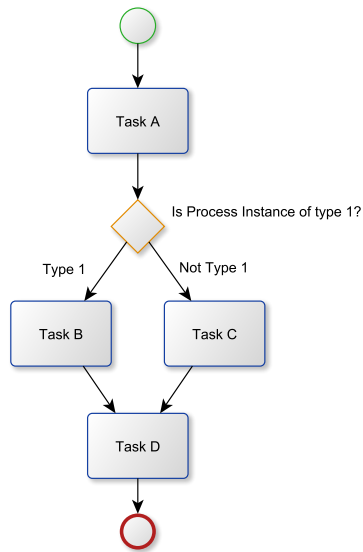 Task A
Is Process Instance of type 1?
Type 1
Not Type 1
Task B
Task C
Task D